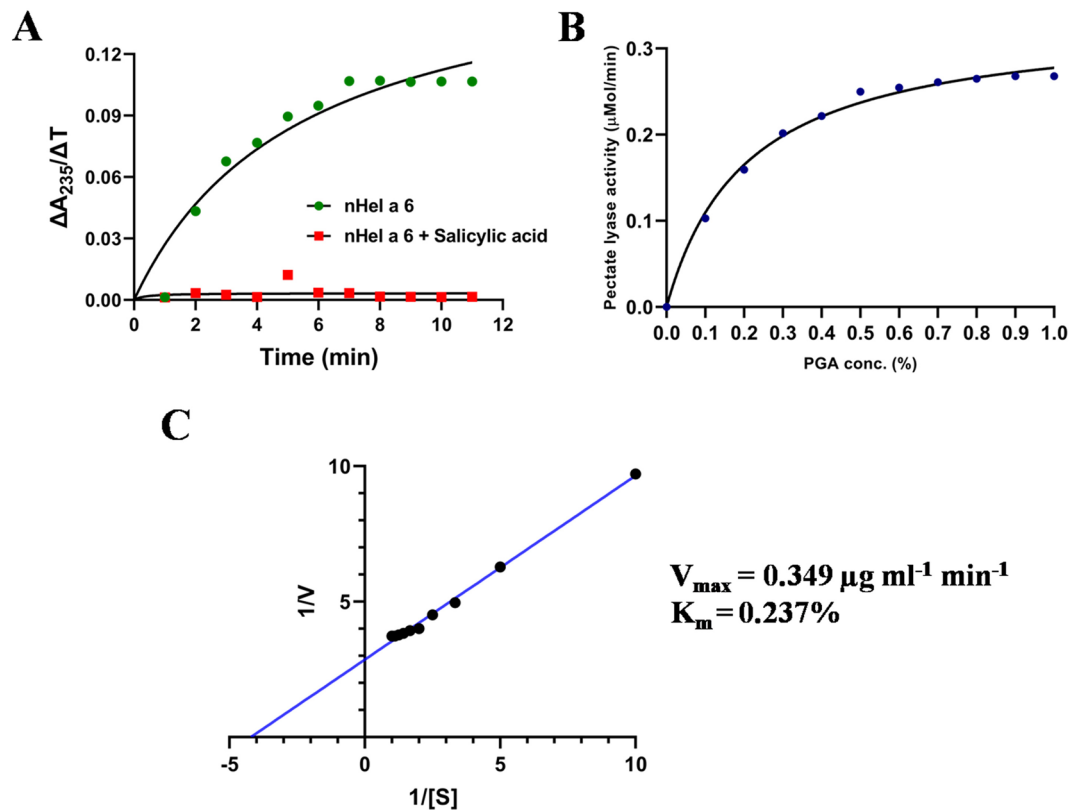 A
ΔA₂₃₅/ΔT
0.12
0.09
0.06
0.03
0.00
0 2 4 6 8 10 12
Time (min)
nHel a 6
nHel a 6 + Salicylic acid
B
Pectate lyase activity (μMol/min)
0.3
0.2
0.1
0.0
0.0 0.1 0.2 0.3 0.4 0.5 0.6 0.7 0.8 0.9 1.0
PGA conc. (%)
C
1/V
10
5
-5 0 5 10
1/[S]
Vmax = 0.349 μg ml⁻¹ min⁻¹
Km = 0.237%